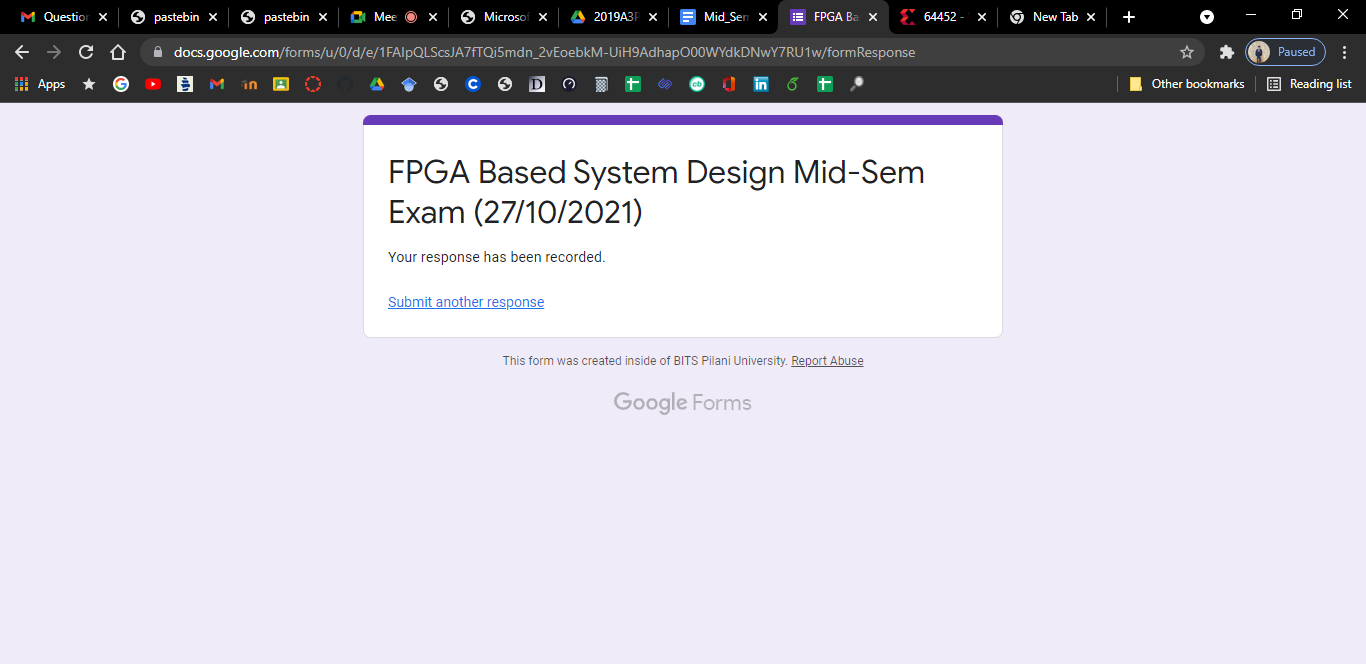 Question
pastebin
pastebin
Mee
Microsof
2019A3P
Mid_Sem
FPGA Ba
64452 -
New Tab
docs.google.com/forms/u/0/d/e/1FAIpQLScsJA7fTQi5mdn_2vEoebkM-UiH9AdhapO00WYdkDNwY7RU1w/formResponse
Paused
Apps
Other bookmarks
Reading list
FPGA Based System Design Mid-Sem
Exam (27/10/2021)
Your response has been recorded.
Submit another response
This form was created inside of BITS Pilani University. Report Abuse
Google Forms